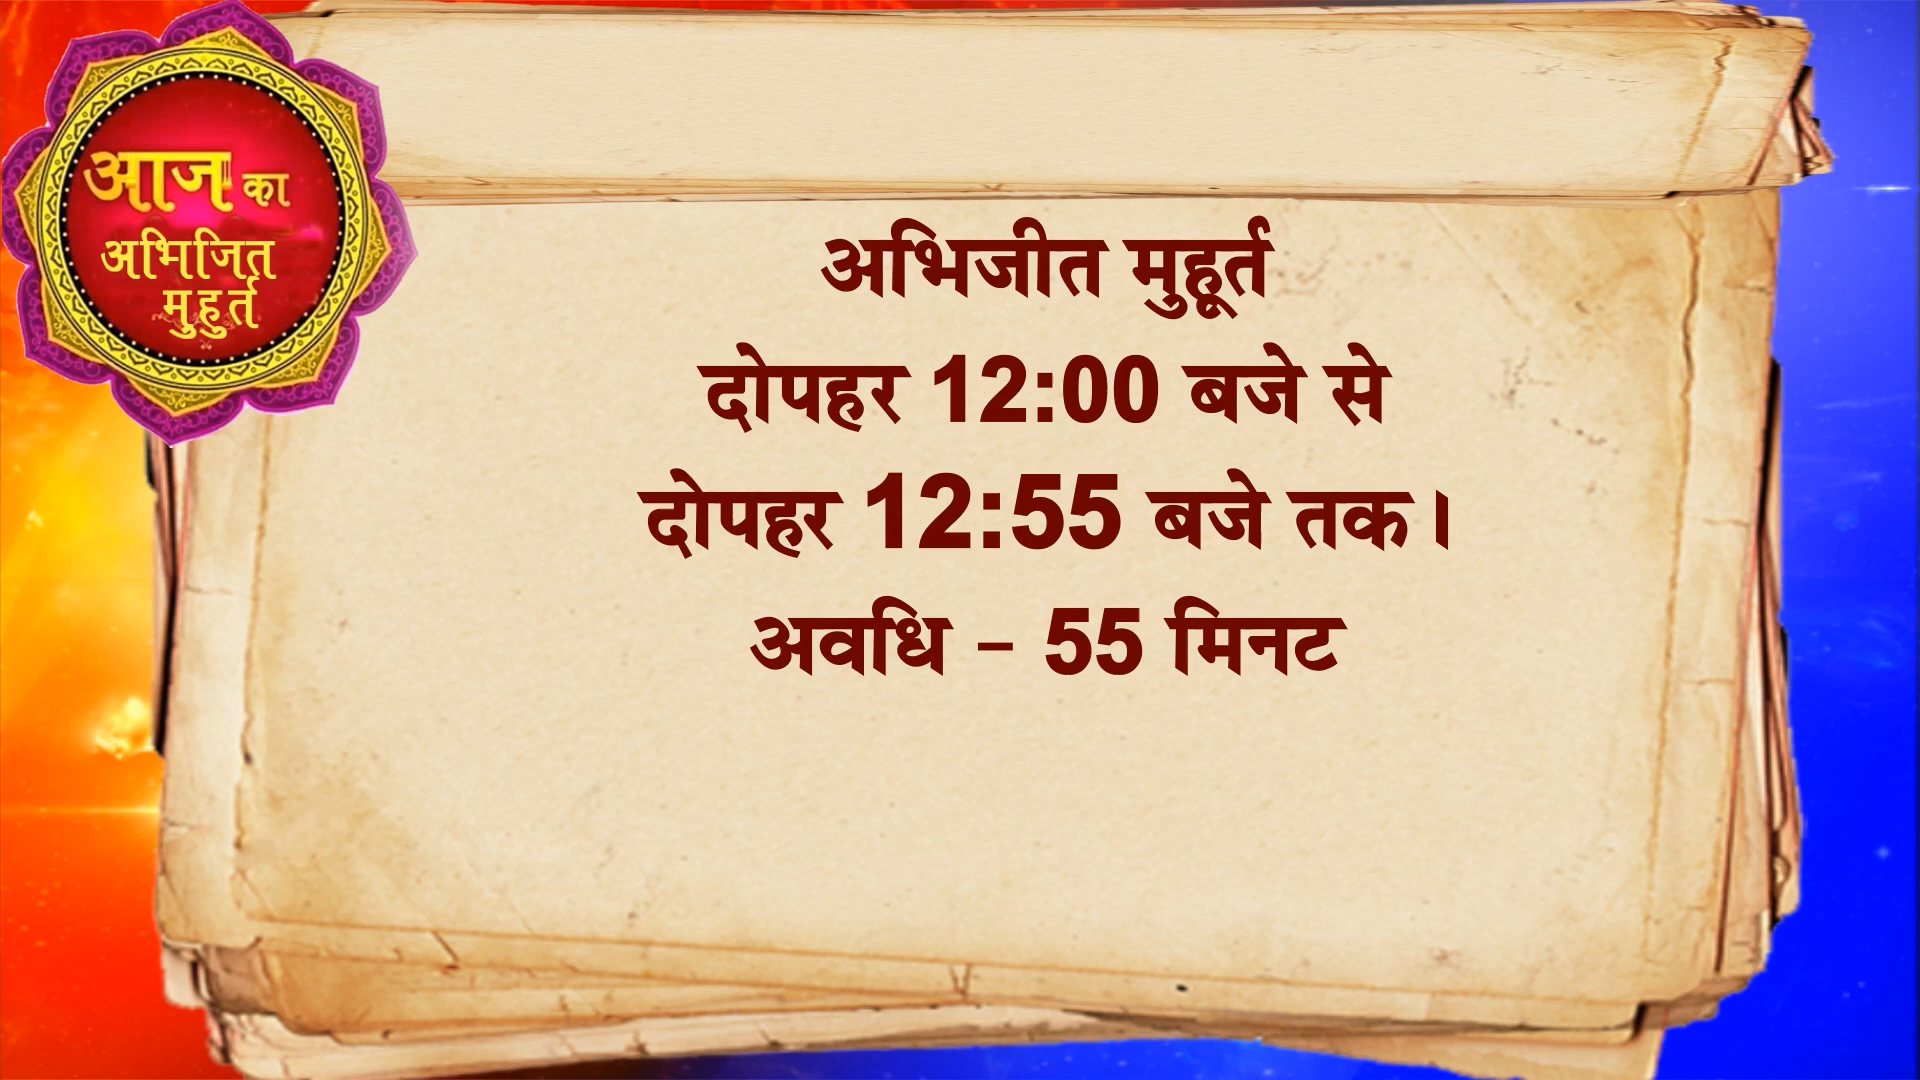 आज का
अभिजित
मुहुर्त
अभिजीत मुहूर्त
दोपहर 12:00 बजे से
दोपहर 12:55 बजे तक।
अवधि – 55 मिनट